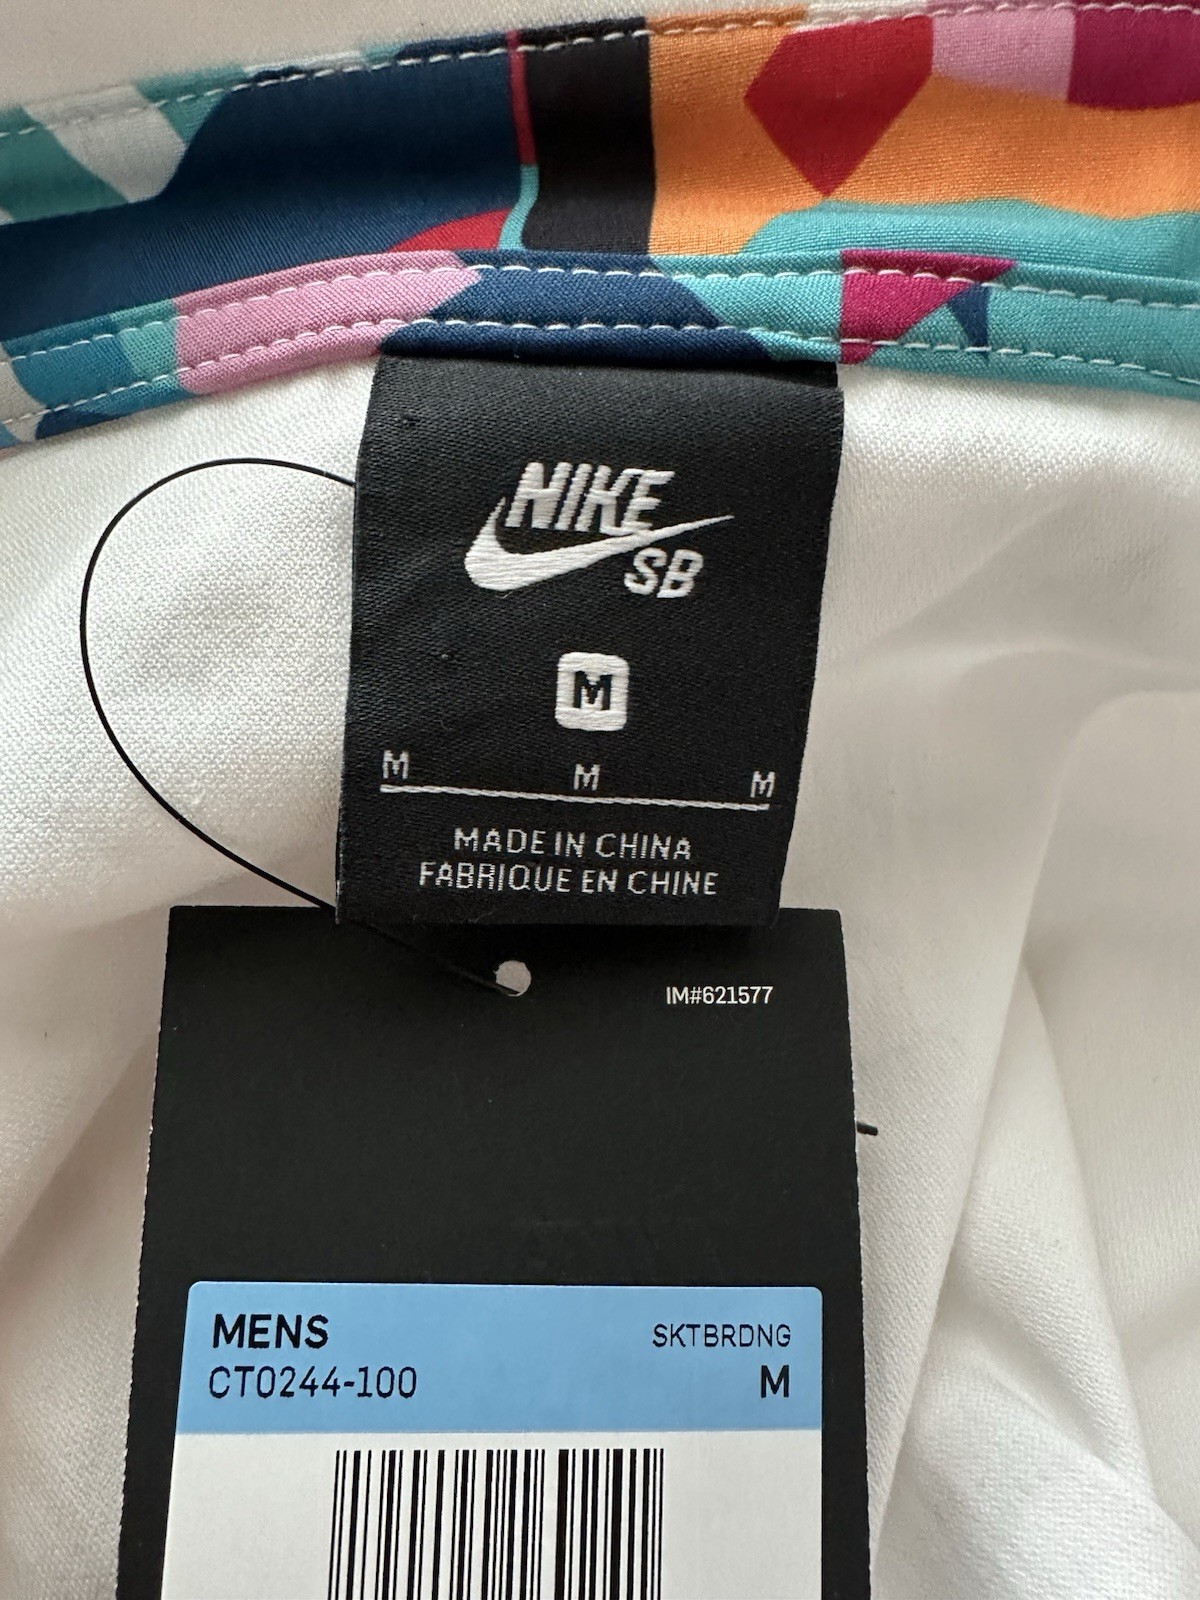 NIKE
SB
M
M M M
MADE IN CHINA
FABRIQUE EN CHINE
IM#621577
MENS SKTBRDNG
CT0244-100 M